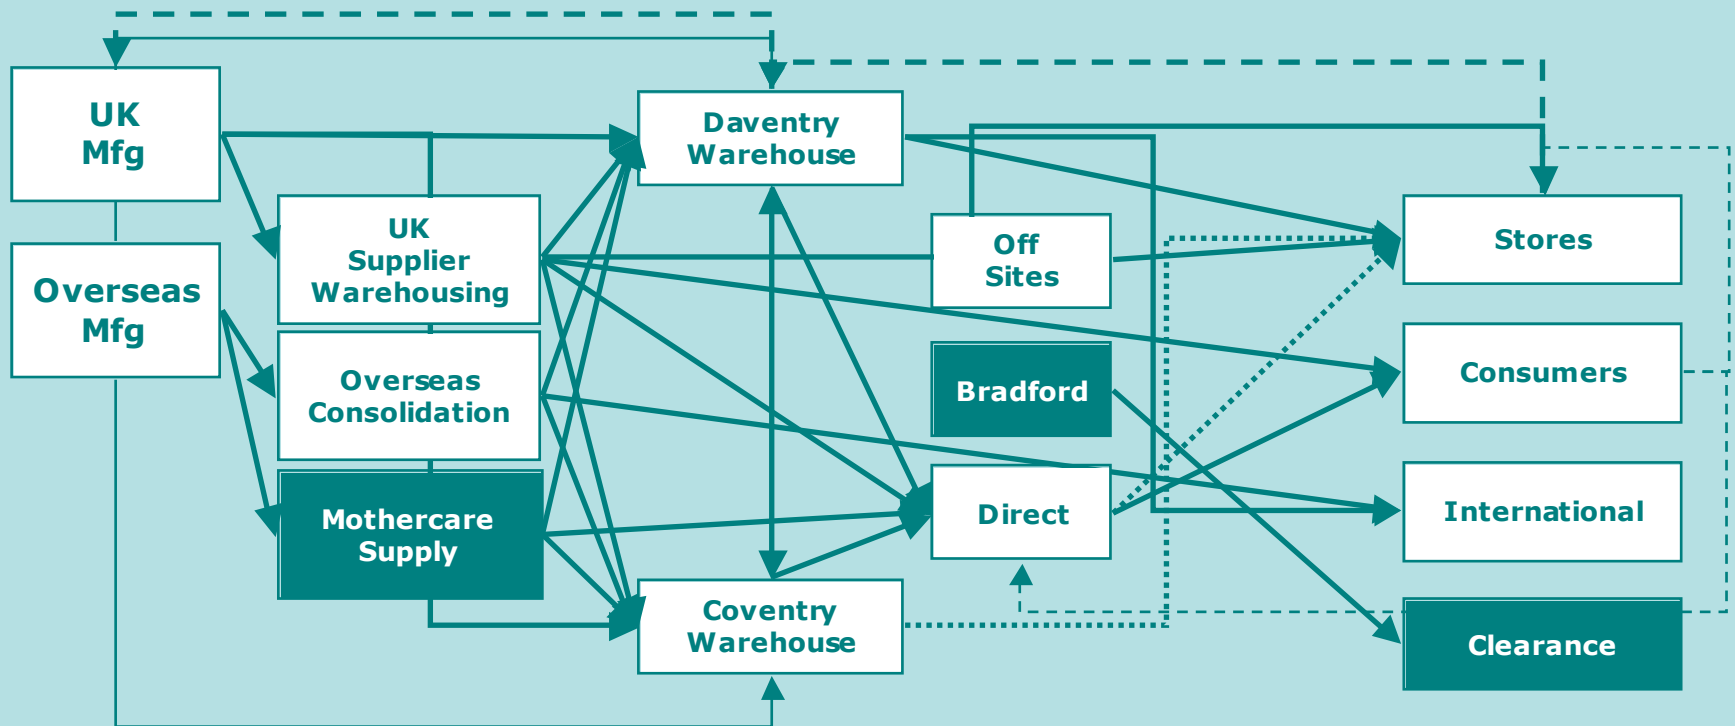 UK
Mfg
Overseas
Mfg
UK
Supplier
Warehousing
Overseas
Consolidation
Mothercare
Supply
Daventry
Warehouse
Coventry
Warehouse
Off
Sites
Bradford
Direct
Stores
Consumers
International
Clearance